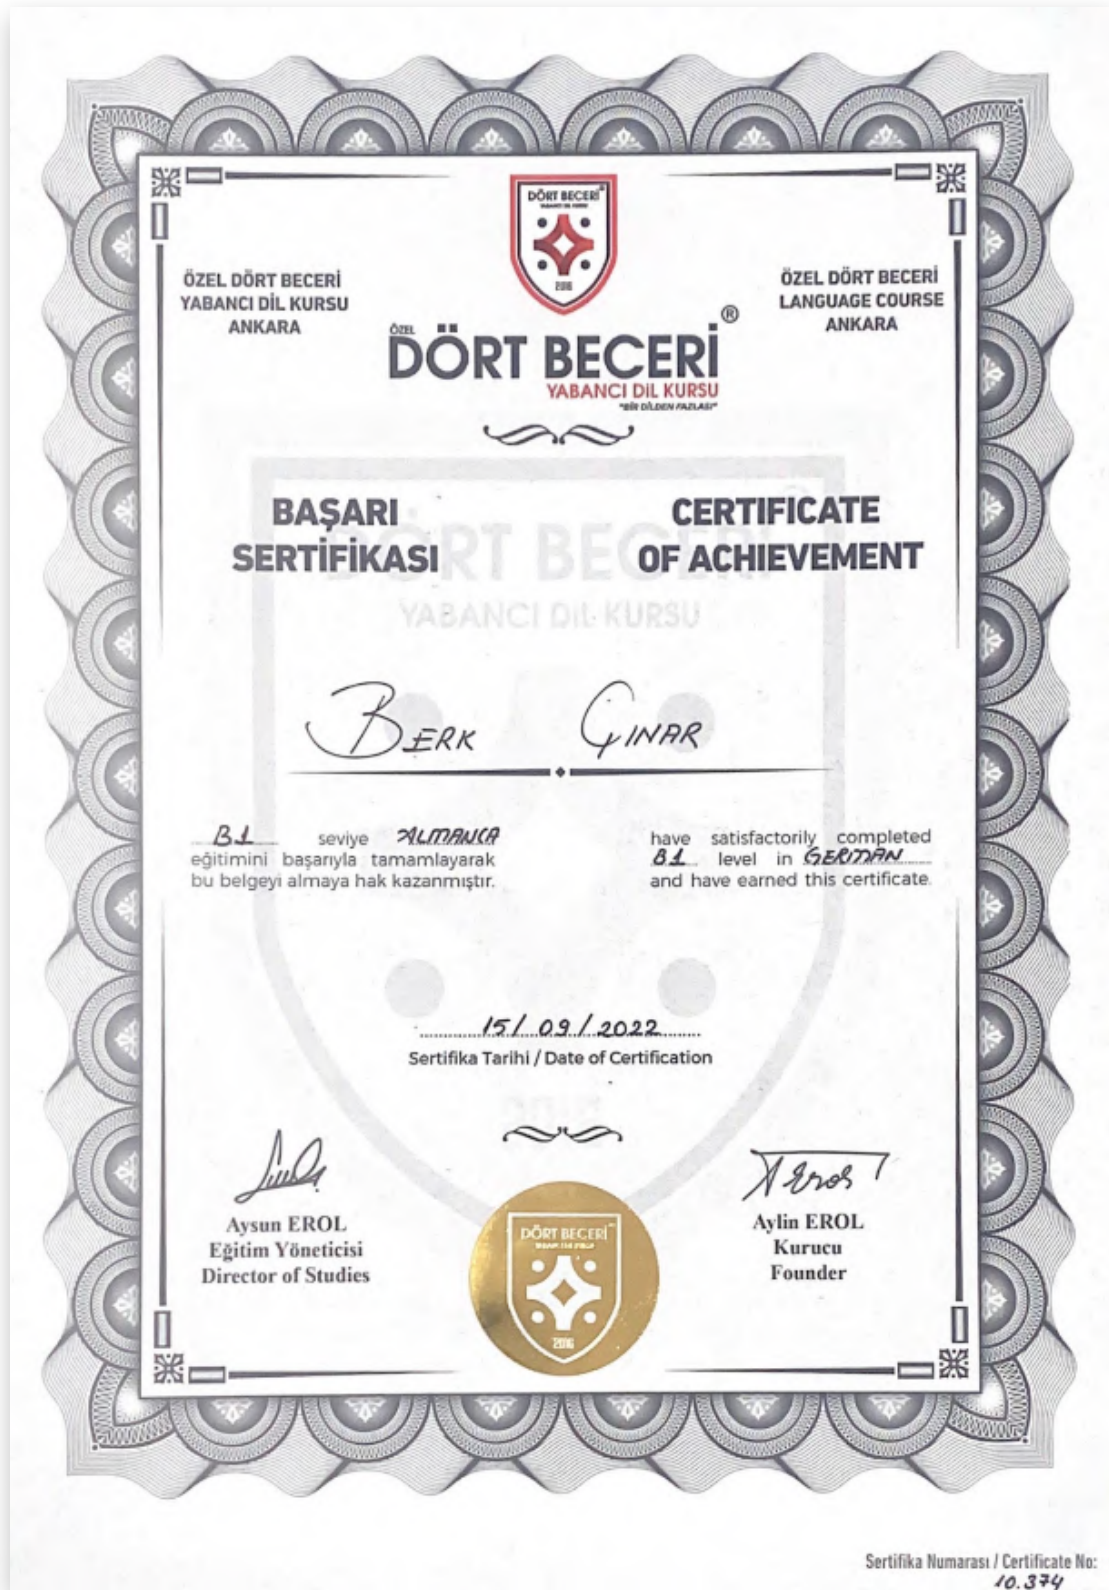 ÖZEL DÖRT BECERİ
YABANCI DİL KURSU
ANKARA
DÖRT BECERİ
YABANCI DİL KURSU
2016
ÖZEL DÖRT BECERİ
LANGUAGE COURSE
ANKARA
ÖZEL
DÖRT BECERİ®
YABANCI DİL KURSU
"BİR DİLDEN FAZLASI"
BAŞARI
SERTİFİKASI
CERTIFICATE
OF ACHIEVEMENT
DÖRT BECERİ
YABANCI DİL KURSU
BERK ÇINAR
B1 seviye ALMANCA
eğitimini başarıyla tamamlayarak
bu belgeyi almaya hak kazanmıştır.
have satisfactorily completed
B1 level in GERMAN
and have earned this certificate.
15/09/2022
Sertifika Tarihi / Date of Certification
Aysun EROL
Eğitim Yöneticisi
Director of Studies
DÖRT BECERİ
YABANCI DİL KURSU
2016
Aylin EROL
Kurucu
Founder
Sertifika Numarası / Certificate No:
10.374